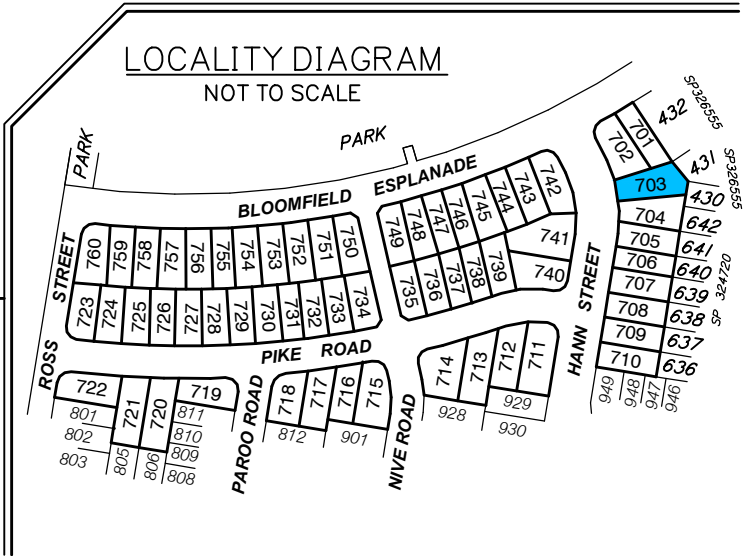 LOCALITY DIAGRAM
NOT TO SCALE
PARK
PARK
BLOOMFIELD ESPLANADE
ROSS STREET
PIKE ROAD
PAROO ROAD
NIVE ROAD
HANN STREET
760 759 758 757 756 755 754 753 752 751 750
723 724 725 726 727 728 729 730 731 732 733 734
749 748 747 746 745 744 743 742
741
740
735 736 737 738 739
702 701
703
704
705
706
707
708
709
710
432
SP326555
431
SP326555
430
642
641
640
639
638
637
636
SP 324720
949 948 947 946
722
721 720
719
801
802
803
805 806
811
810
809
808
718 717 716 715
812
901
714 713 712 711
928
929
930